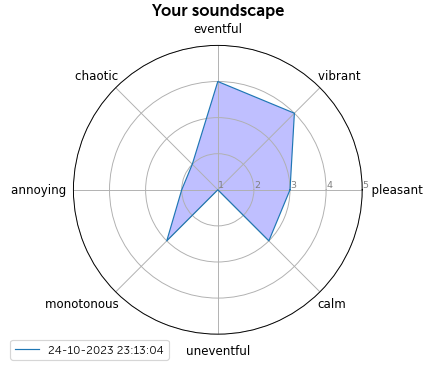 Your soundscape
eventful
chaotic
vibrant
annoying
1
2
3
4
5
pleasant
monotonous
calm
uneventful
24-10-2023 23:13:04